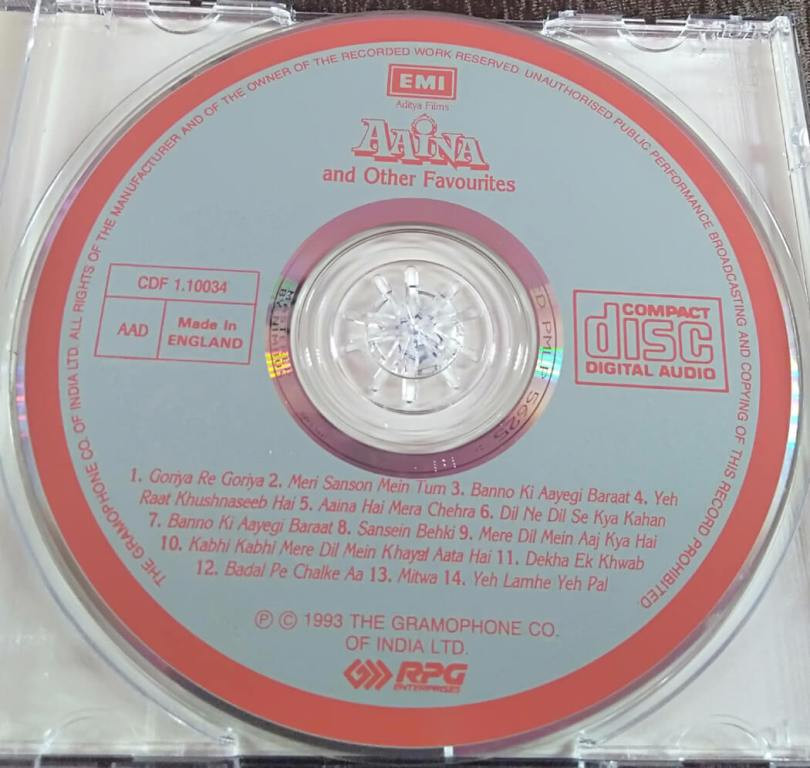 THE GRAMOPHONE CO. OF INDIA LTD. ALL RIGHTS OF THE MANUFACTURER AND OF THE OWNER OF THE RECORDED WORK RESERVED. UNAUTHORISED PUBLIC PERFORMANCE BROADCASTING AND COPYING OF THIS RECORD PROHIBITED.
EMI
Aditya Films
AAINA
and Other Favourites
CDF 1.10034
AAD
Made In
ENGLAND
COMPACT
disc
DIGITAL AUDIO
1. Goriya Re Goriya 2. Meri Sanson Mein Tum 3. Banno Ki Aayegi Baraat 4. Yeh
Raat Khushnaseeb Hai 5. Aaina Hai Mera Chehra 6. Dil Ne Dil Se Kya Kahan
7. Banno Ki Aayegi Baraat 8. Sansein Behki 9. Mere Dil Mein Aaj Kya Hai
10. Kabhi Kabhi Mere Dil Mein Khayal Aata Hai 11. Dekha Ek Khwab
12. Badal Pe Chalke Aa 13. Mitwa 14. Yeh Lamhe Yeh Pal
Ⓟ © 1993 THE GRAMOPHONE CO.
OF INDIA LTD.
RPG
ENTERPRISES